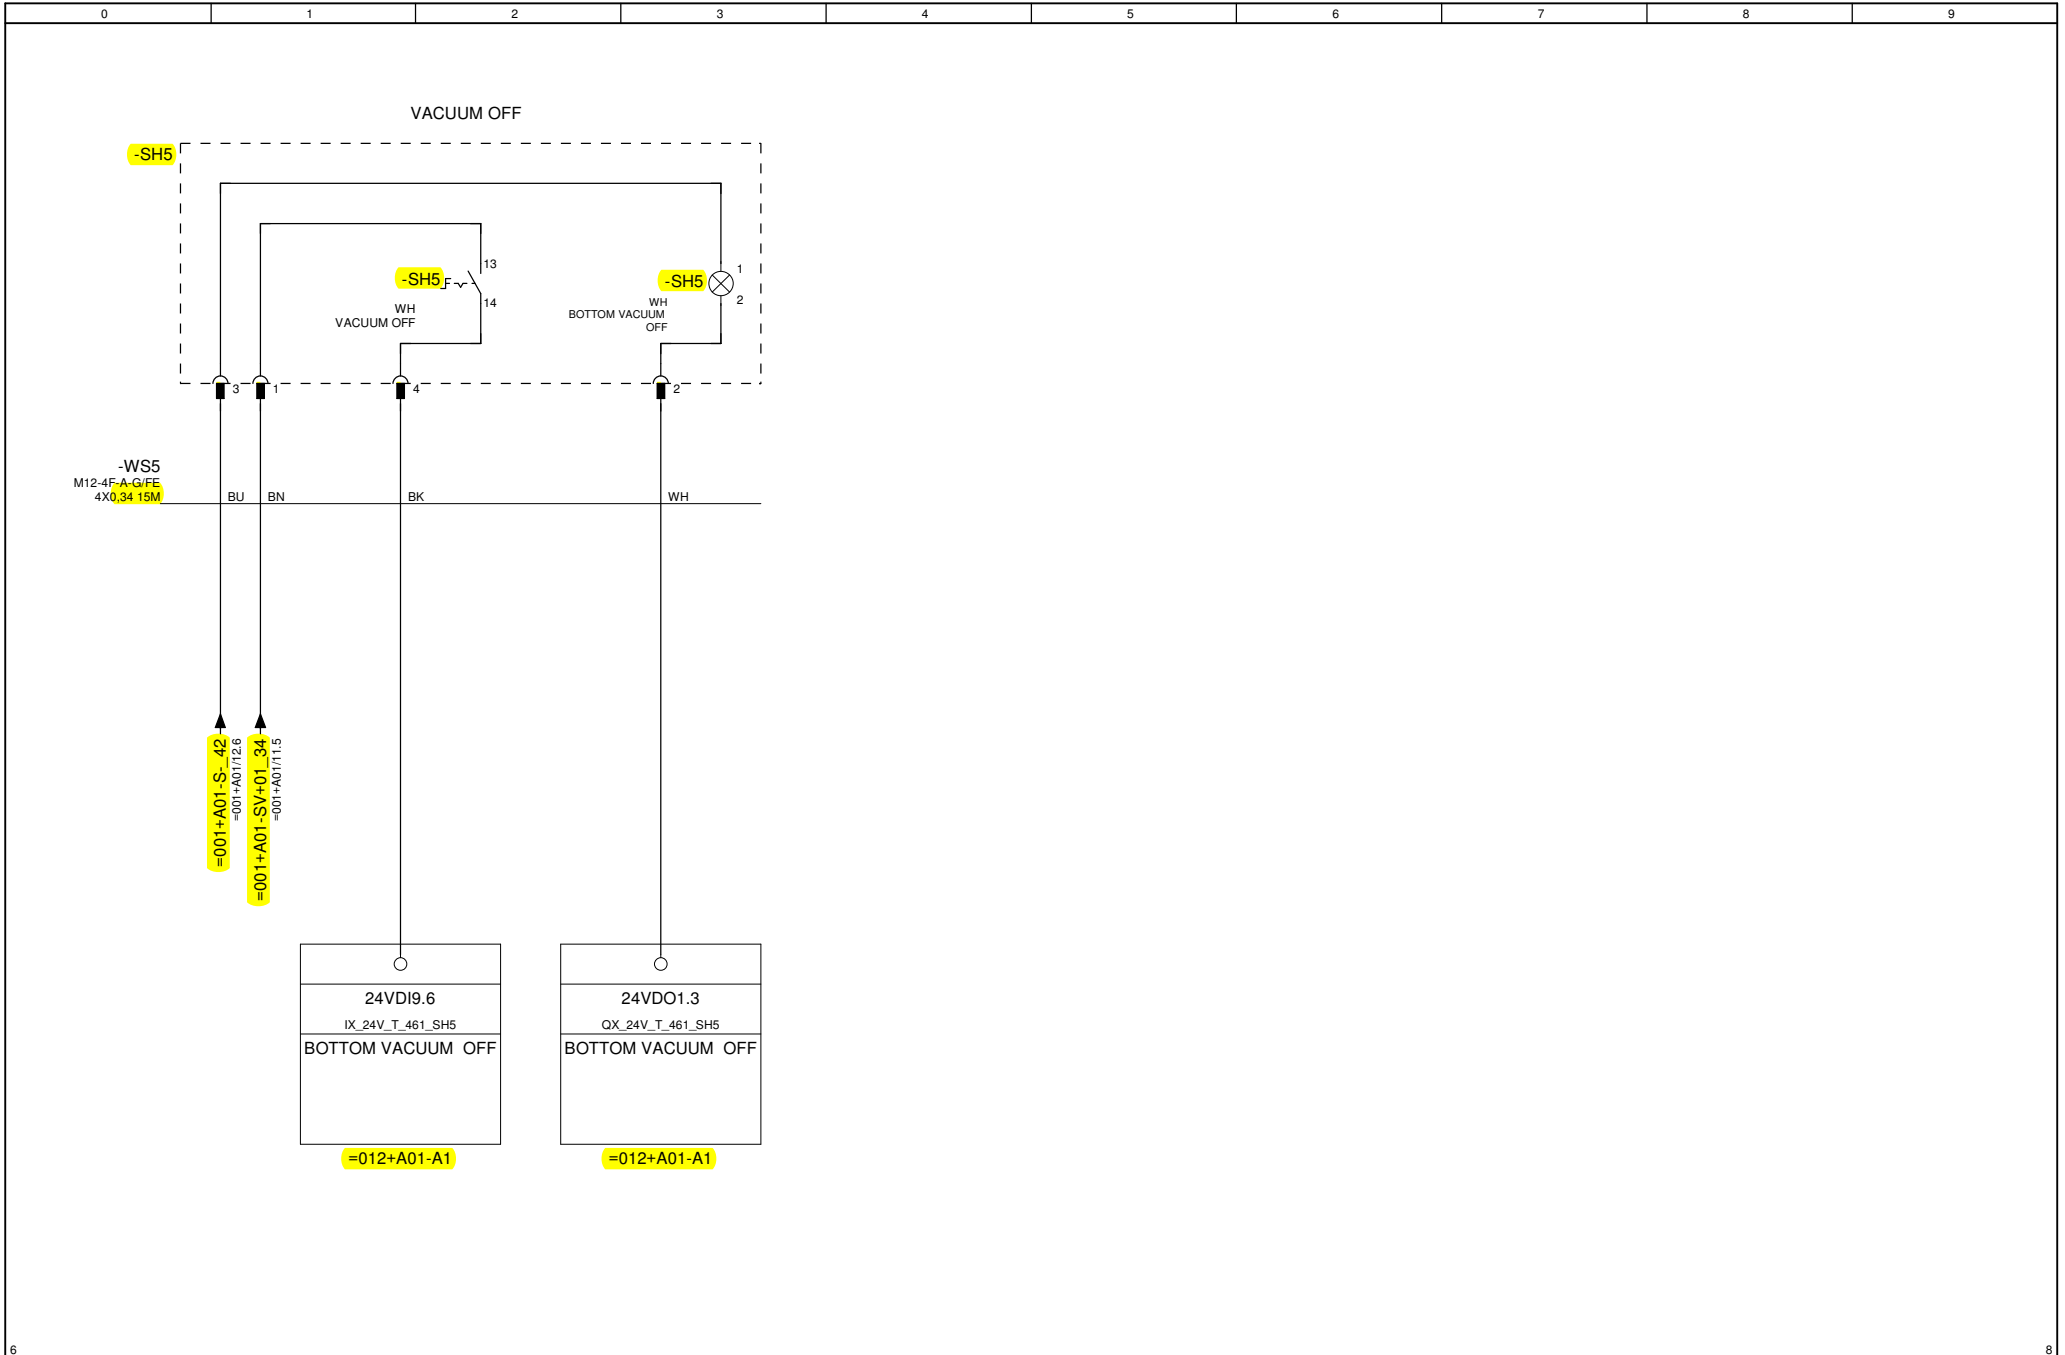 0 1 2 3 4 5 6 7 8 9
VACUUM OFF
-SH5
13
-SH5
14
WH
VACUUM OFF
1
-SH5
2
WH
BOTTOM VACUUM
OFF
3 1 4 2
-WS5
M12-4F-A-G/FE
4X0,34 15M
BU BN BK WH
=001+A01-S-_42
=001+A01/12.6
=001+A01-SV+01_34
=001+A01/11.5
24VDI9.6
IX_24V_T_461_SH5
BOTTOM VACUUM  OFF
=012+A01-A1
24VDO1.3
QX_24V_T_461_SH5
BOTTOM VACUUM  OFF
=012+A01-A1
6 8